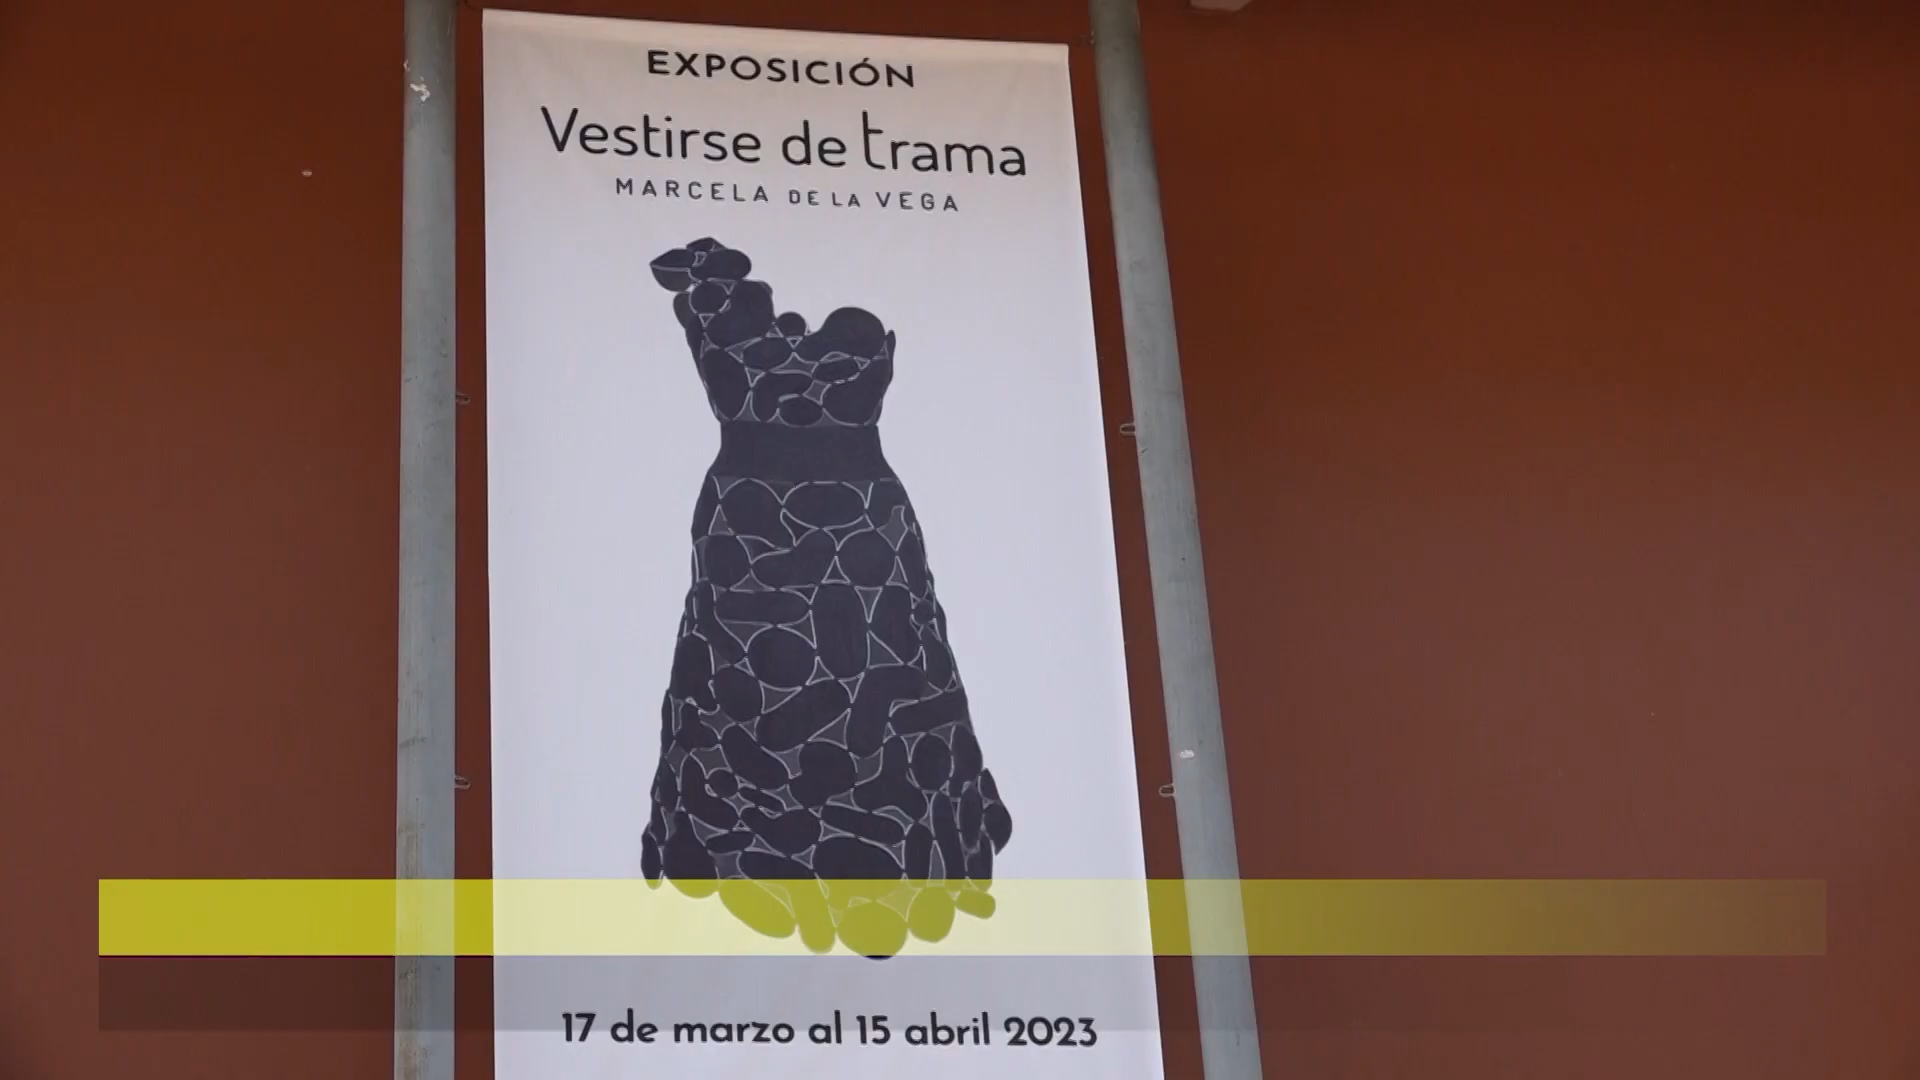 EXPOSICIÓN
Vestirse de trama
MARCELA DE LA VEGA
17 de marzo al 15 abril 2023